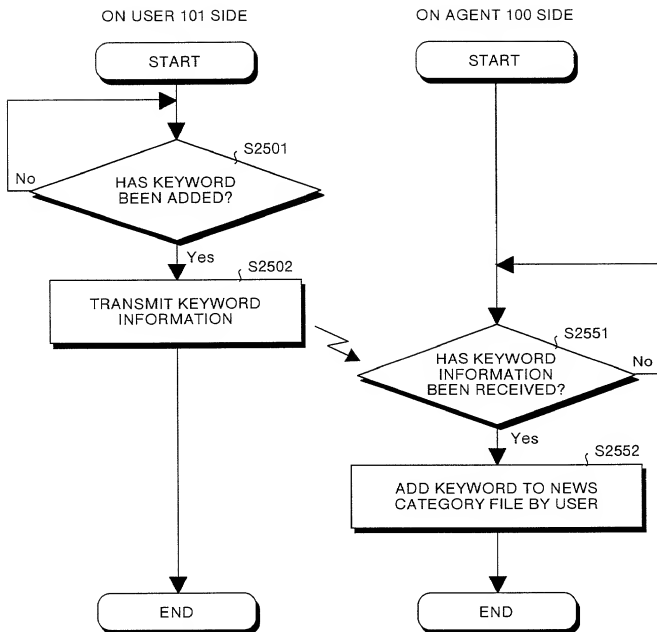 ON USER 101 SIDE
START
S2501
HAS KEYWORD
BEEN ADDED?
No
Yes
S2502
TRANSMIT KEYWORD
INFORMATION
END
ON AGENT 100 SIDE
START
S2551
HAS KEYWORD
INFORMATION
BEEN RECEIVED?
No
Yes
S2552
ADD KEYWORD TO NEWS
CATEGORY FILE BY USER
END